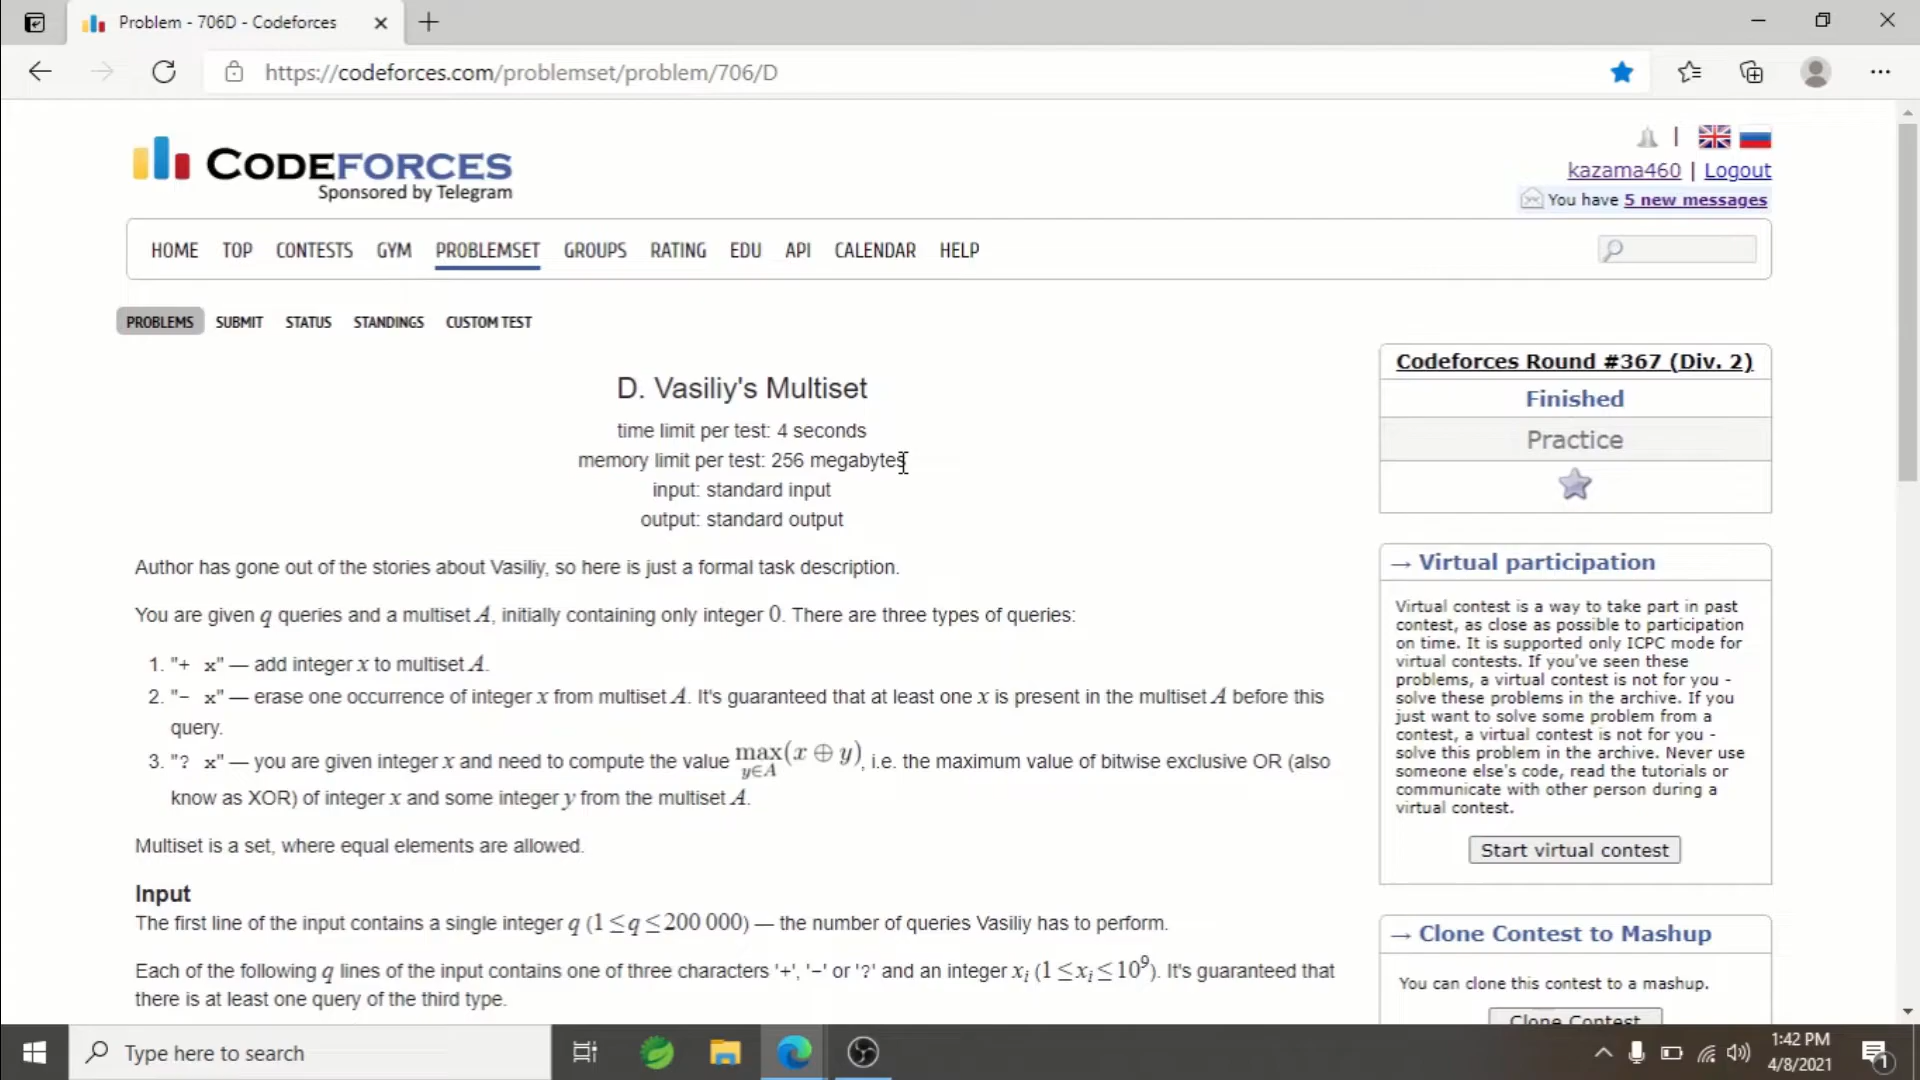 Problem - 706D - Codeforces
https://codeforces.com/problemset/problem/706/D
CODEFORCES
Sponsored by Telegram
kazama460 | Logout
You have 5 new messages
HOME TOP CONTESTS GYM PROBLEMSET GROUPS RATING EDU API CALENDAR HELP
PROBLEMS SUBMIT STATUS STANDINGS CUSTOM TEST
D. Vasiliy's Multiset
time limit per test: 4 seconds
memory limit per test: 256 megabytes
input: standard input
output: standard output
Author has gone out of the stories about Vasiliy, so here is just a formal task description.
You are given q queries and a multiset A, initially containing only integer 0. There are three types of queries:
1. "+ x" — add integer x to multiset A.
2. "− x" — erase one occurrence of integer x from multiset A. It's guaranteed that at least one x is present in the multiset A before this
query.
3. "? x" — you are given integer x and need to compute the value max y∈A (x ⊕ y), i.e. the maximum value of bitwise exclusive OR (also
know as XOR) of integer x and some integer y from the multiset A.
Multiset is a set, where equal elements are allowed.
Input
The first line of the input contains a single integer q (1 ≤ q ≤ 200 000) — the number of queries Vasiliy has to perform.
Each of the following q lines of the input contains one of three characters '+', '−' or '?' and an integer xᵢ (1 ≤ xᵢ ≤ 10⁹). It's guaranteed that
there is at least one query of the third type.
Codeforces Round #367 (Div. 2)
Finished
Practice
→ Virtual participation
Virtual contest is a way to take part in past
contest, as close as possible to participation
on time. It is supported only ICPC mode for
virtual contests. If you've seen these
problems, a virtual contest is not for you -
solve these problems in the archive. If you
just want to solve some problem from a
contest, a virtual contest is not for you -
solve this problem in the archive. Never use
someone else's code, read the tutorials or
communicate with other person during a
virtual contest.
Start virtual contest
→ Clone Contest to Mashup
You can clone this contest to a mashup.
Clone Contest
Type here to search
1:42 PM
4/8/2021
1